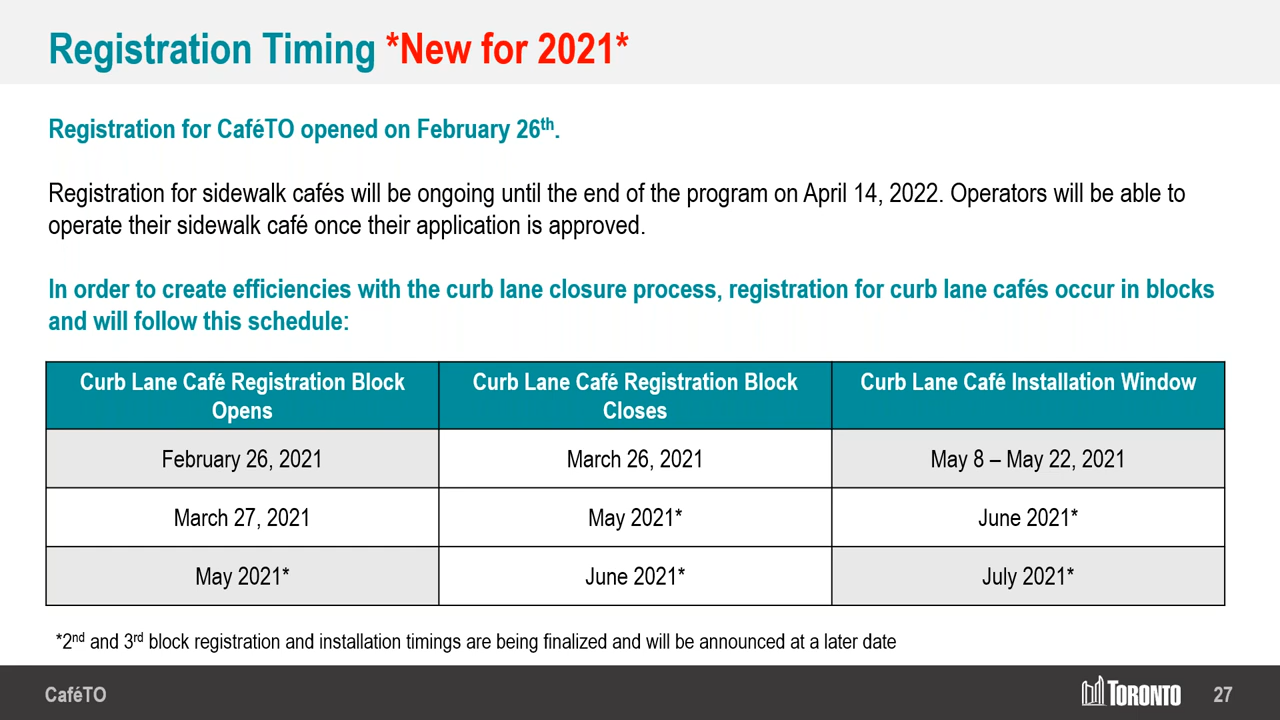 Registration Timing *New for 2021*
Registration for CaféTO opened on February 26th.
Registration for sidewalk cafés will be ongoing until the end of the program on April 14, 2022. Operators will be able to
operate their sidewalk café once their application is approved.
In order to create efficiencies with the curb lane closure process, registration for curb lane cafés occur in blocks
and will follow this schedule:
Curb Lane Café Registration Block
Opens
Curb Lane Café Registration Block
Closes
Curb Lane Café Installation Window
February 26, 2021
March 26, 2021
May 8 – May 22, 2021
March 27, 2021
May 2021*
June 2021*
May 2021*
June 2021*
July 2021*
*2nd and 3rd block registration and installation timings are being finalized and will be announced at a later date
CaféTO
TORONTO
27